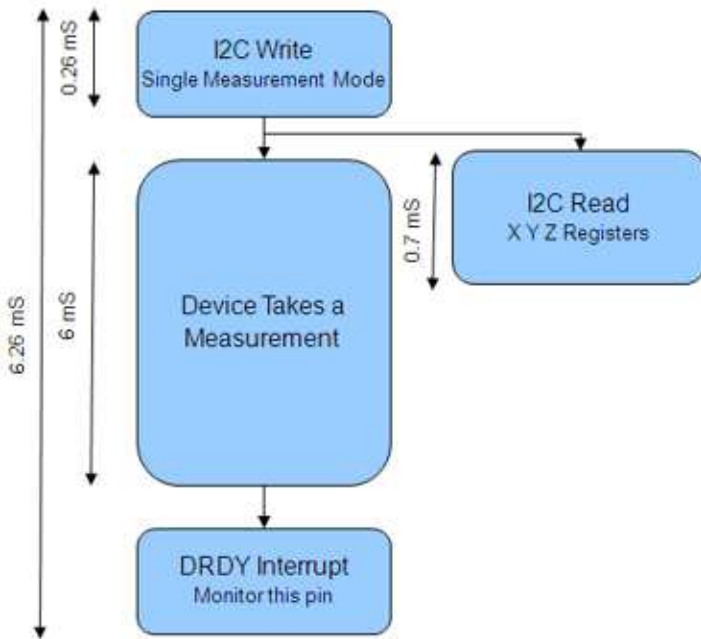 0.26 mS
I2C Write
Single Measurement Mode
6.26 mS
6 mS
Device Takes a
Measurement
0.7 mS
I2C Read
X Y Z Registers
DRDY Interrupt
Monitor this pin